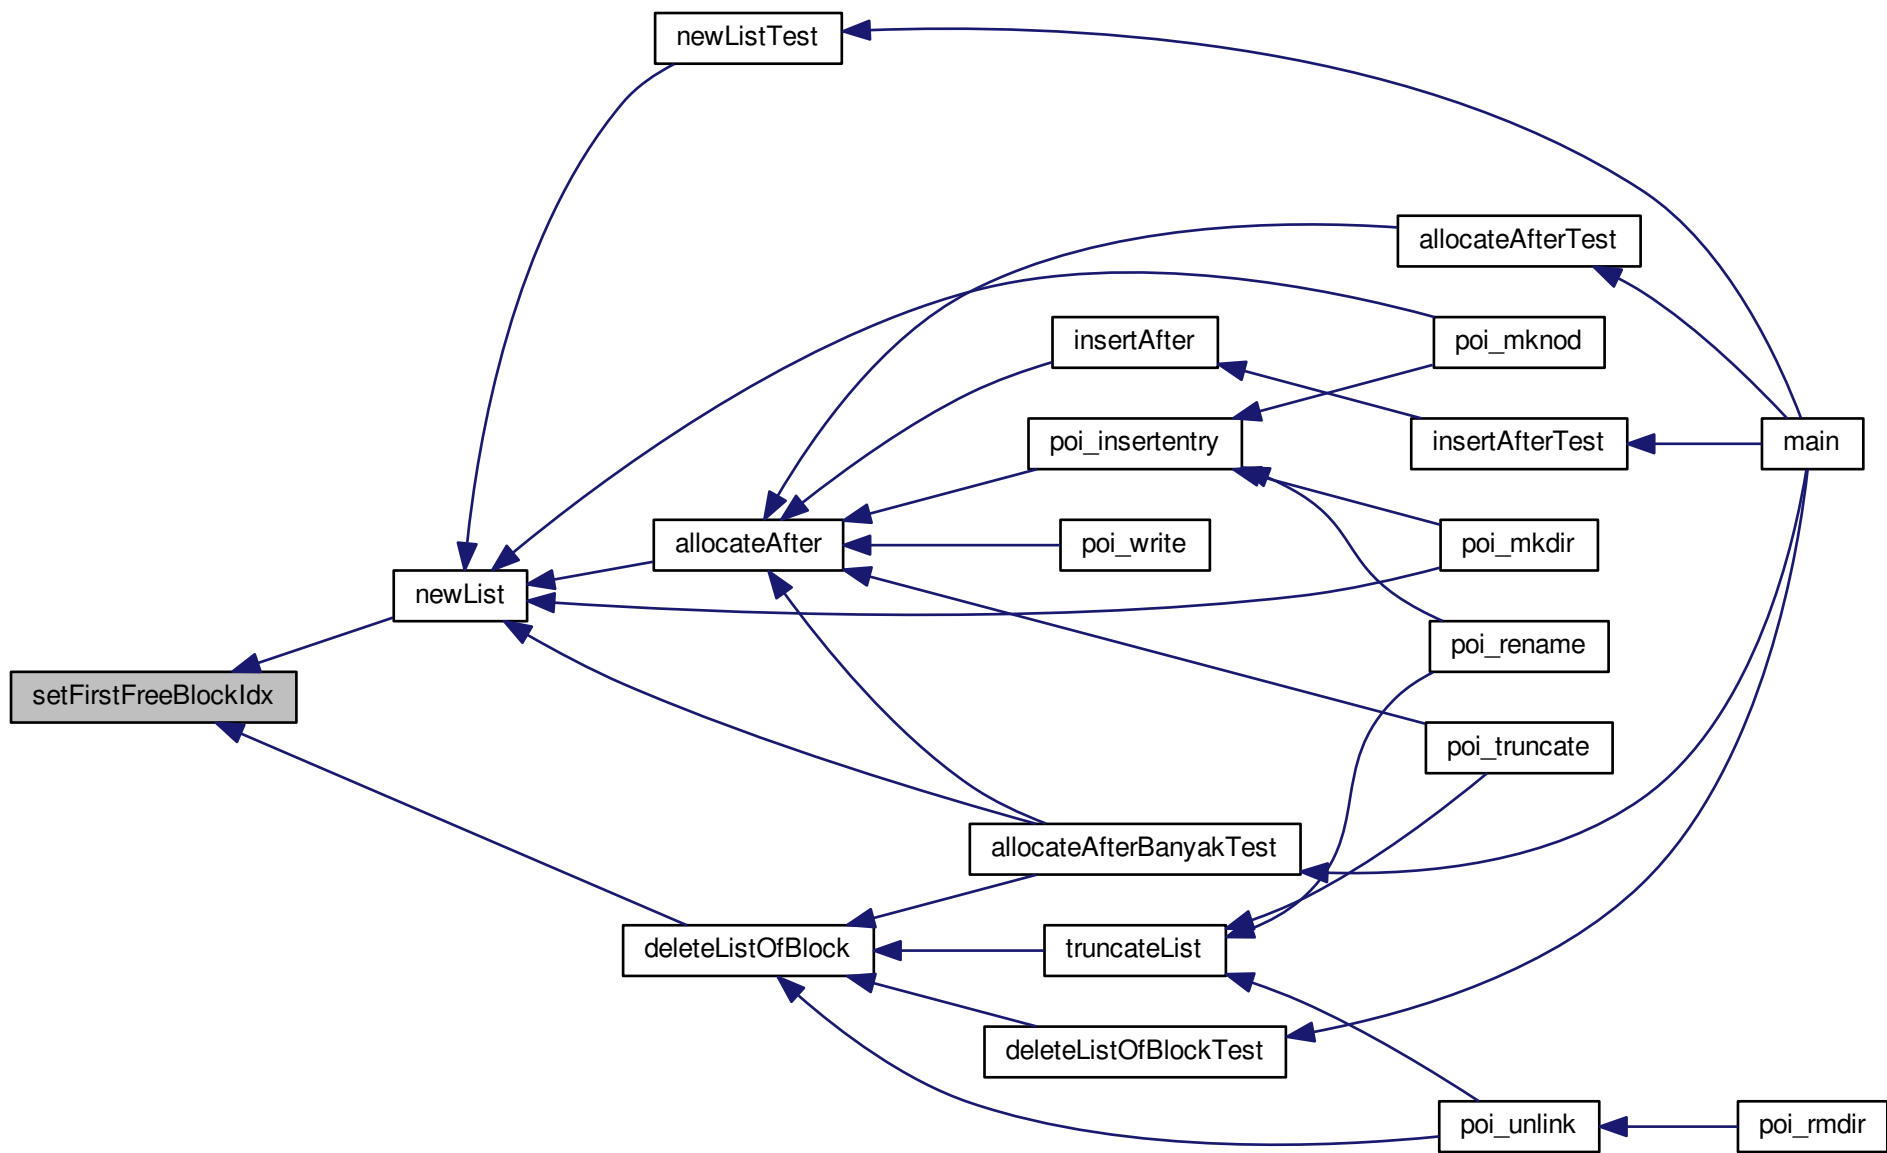 newListTest
allocateAfterTest
insertAfter
poi_mknod
poi_insertentry
insertAfterTest
main
allocateAfter
poi_write
poi_mkdir
newList
poi_rename
setFirstFreeBlockIdx
poi_truncate
allocateAfterBanyakTest
deleteListOfBlock
truncateList
deleteListOfBlockTest
poi_unlink
poi_rmdir